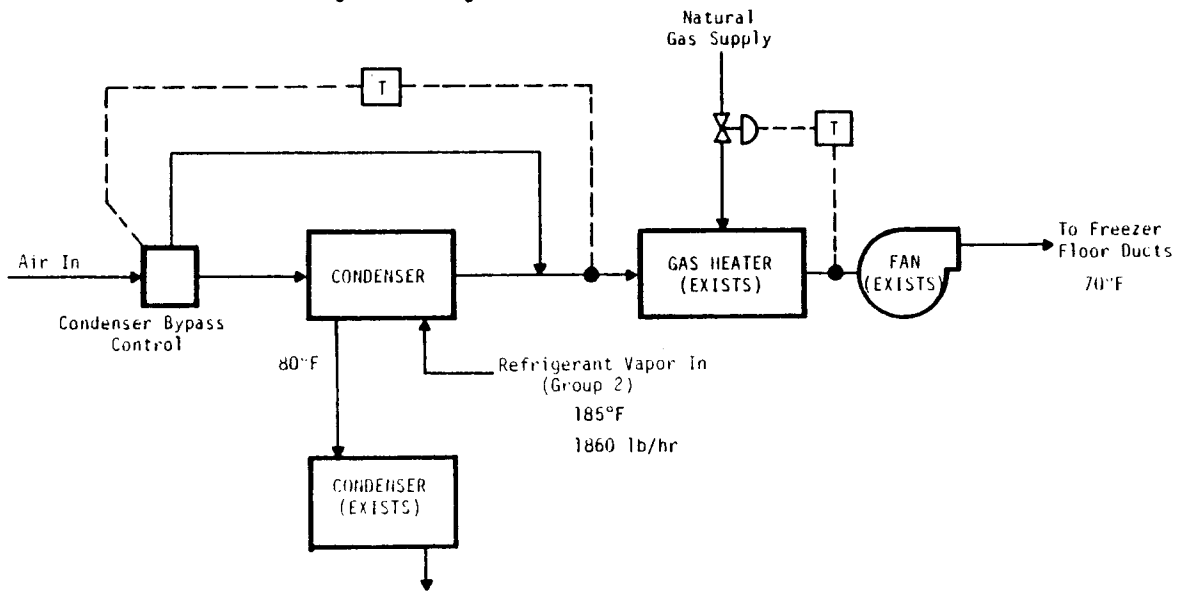 Natural
Gas Supply
T
T
Air In
CONDENSER
GAS HEATER
(EXISTS)
FAN
(EXISTS)
To Freezer
Floor Ducts
70°F
Condenser Bypass
Control
80°F
Refrigerant Vapor In
(Group 2)
185°F
1860 lb/hr
CONDENSER
(EXISTS)